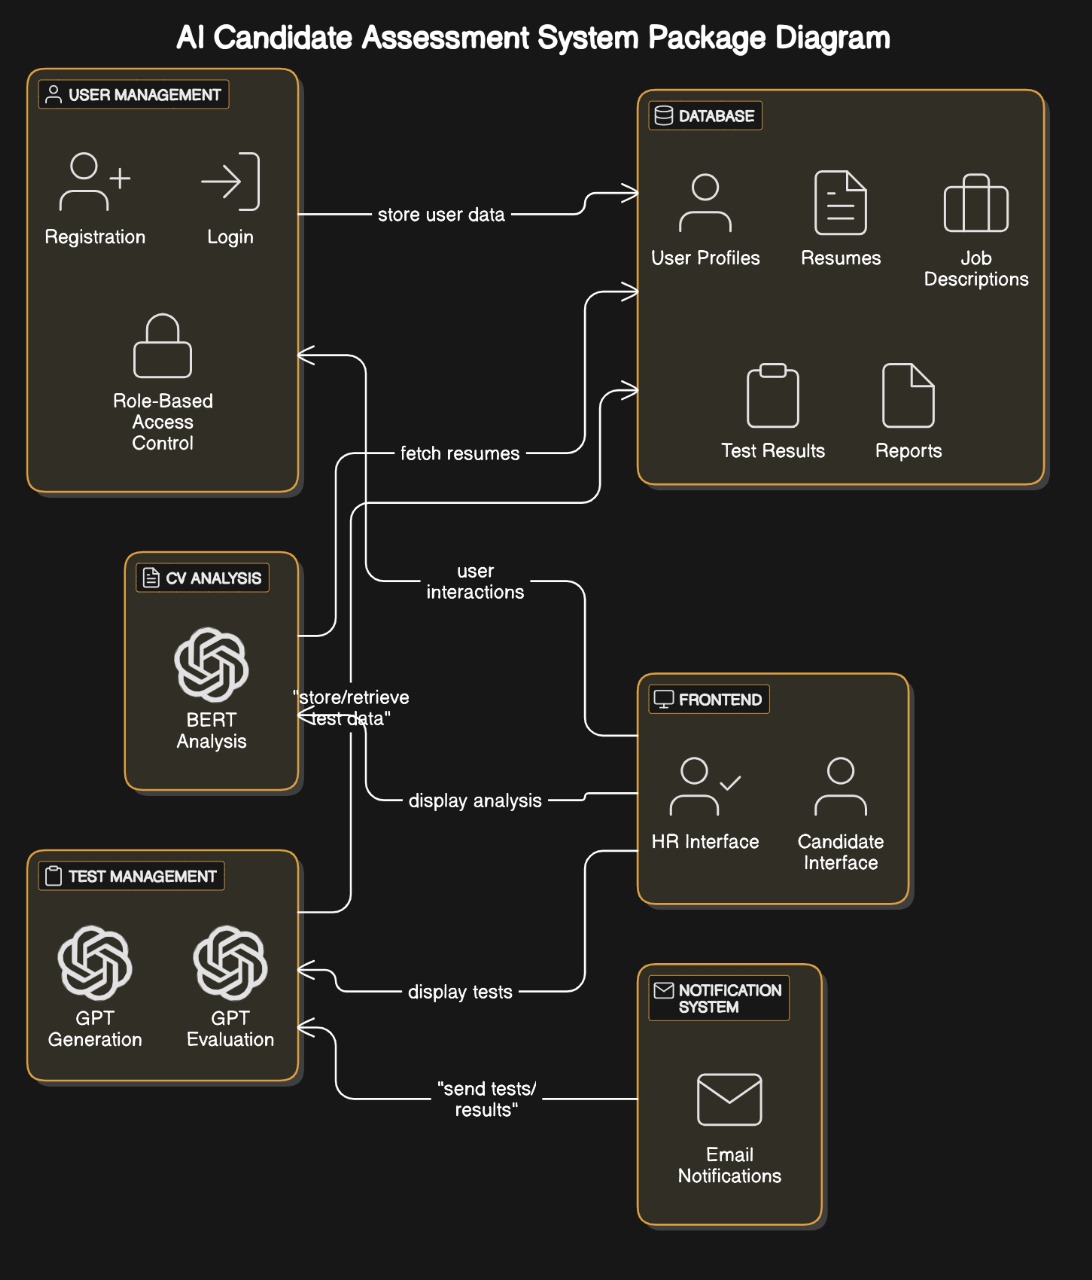 AI Candidate Assessment System Package Diagram
USER MANAGEMENT
Registration
Login
Role-Based
Access
Control
DATABASE
User Profiles
Resumes
Job
Descriptions
Test Results
Reports
store user data
fetch resumes
user
interactions
CV ANALYSIS
BERT
Analysis
"store/retrieve
test data"
FRONTEND
HR Interface
Candidate
Interface
display analysis
TEST MANAGEMENT
GPT
Generation
GPT
Evaluation
display tests
NOTIFICATION
SYSTEM
Email
Notifications
"send tests/
results"